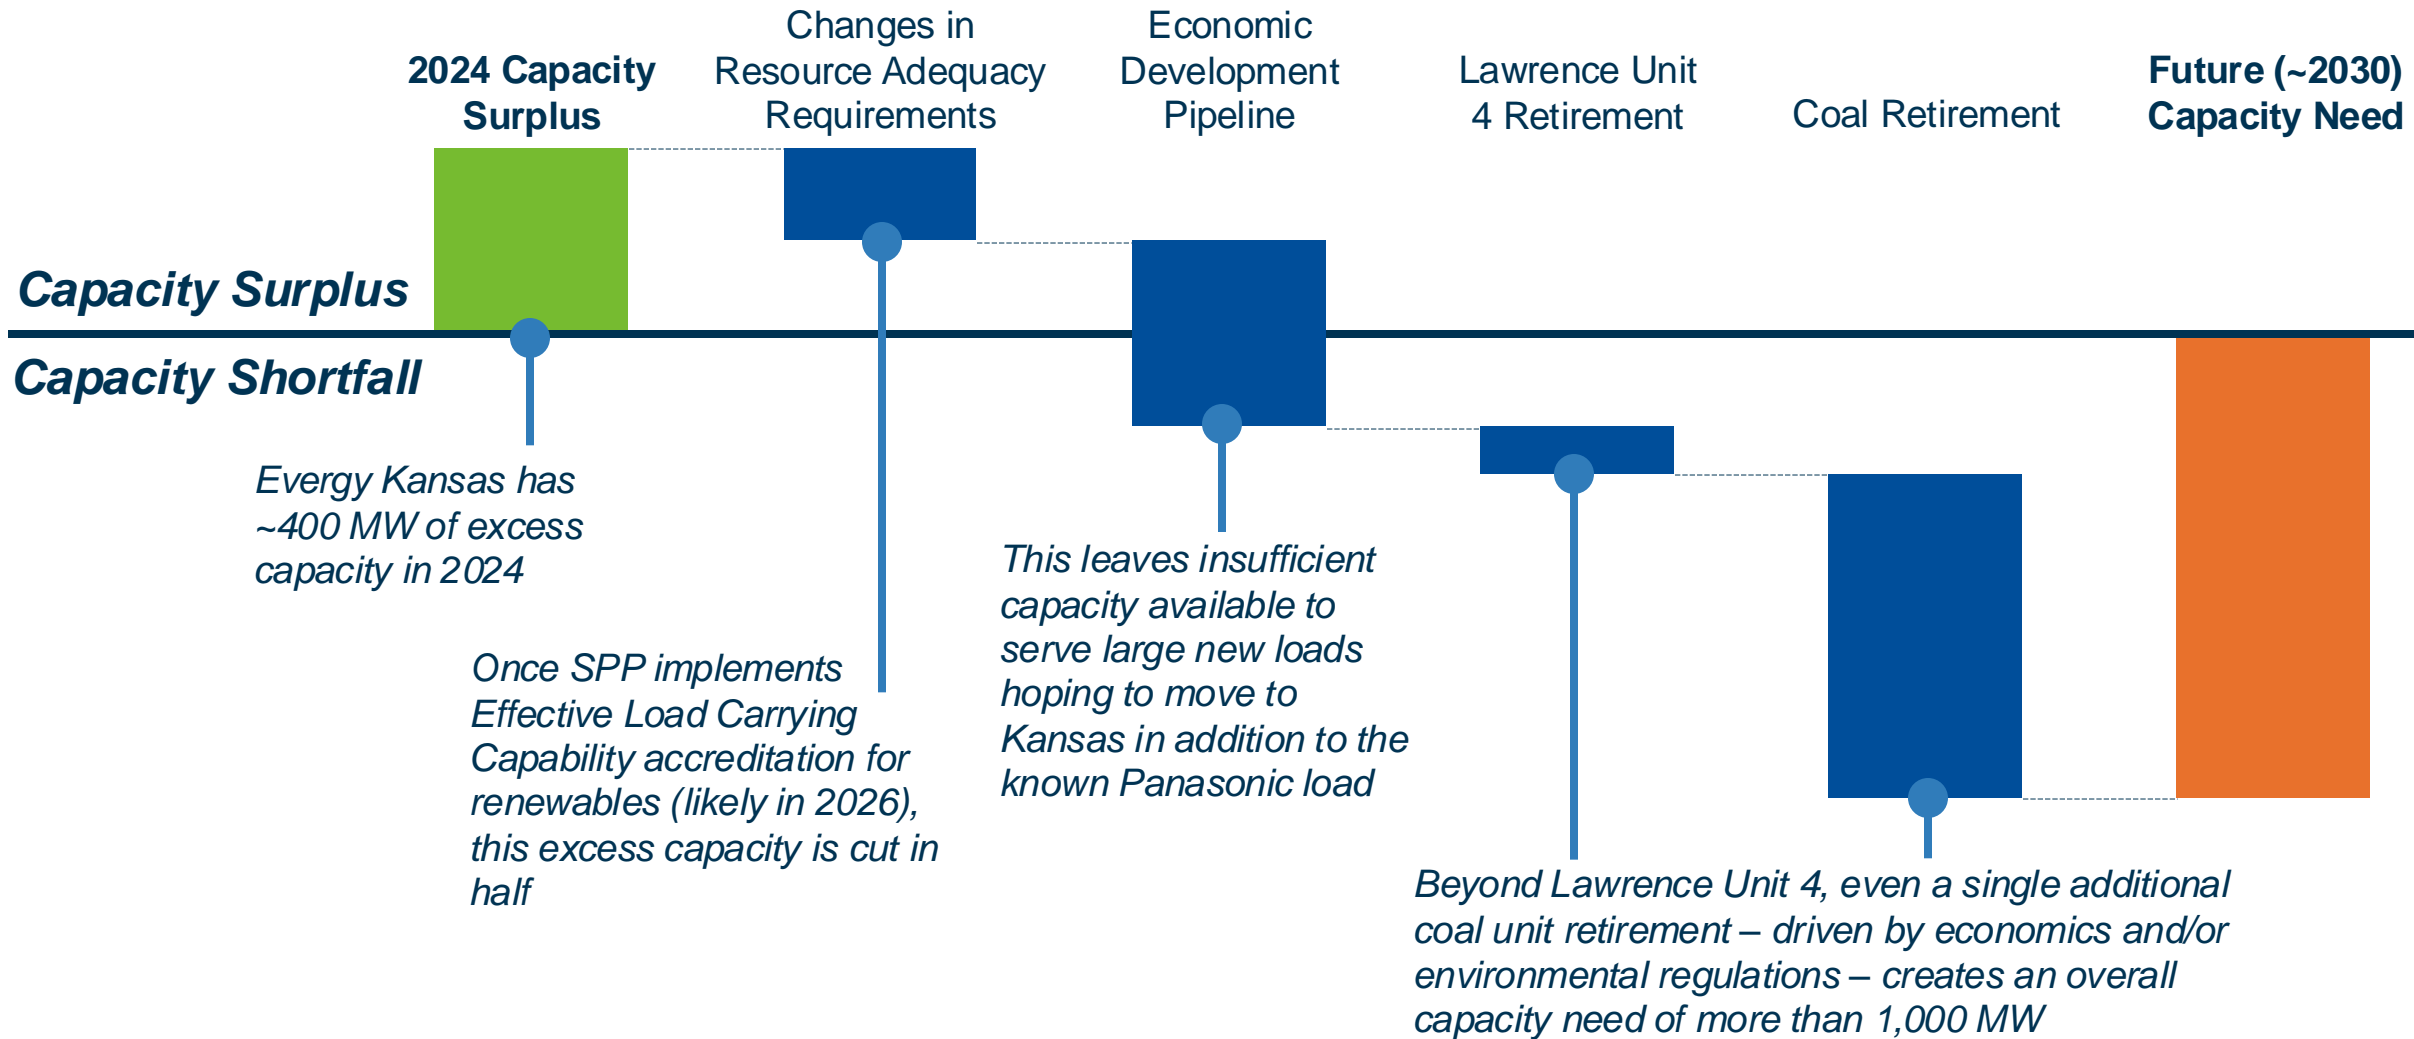 2024 Capacity
Surplus
Changes in
Resource Adequacy
Requirements
Economic
Development
Pipeline
Lawrence Unit
4 Retirement
Coal Retirement
Future (~2030)
Capacity Need
Capacity Surplus
Capacity Shortfall
Evergy Kansas has
~400 MW of excess
capacity in 2024
Once SPP implements
Effective Load Carrying
Capability accreditation for
renewables (likely in 2026),
this excess capacity is cut in
half
This leaves insufficient
capacity available to
serve large new loads
hoping to move to
Kansas in addition to the
known Panasonic load
Beyond Lawrence Unit 4, even a single additional
coal unit retirement – driven by economics and/or
environmental regulations – creates an overall
capacity need of more than 1,000 MW